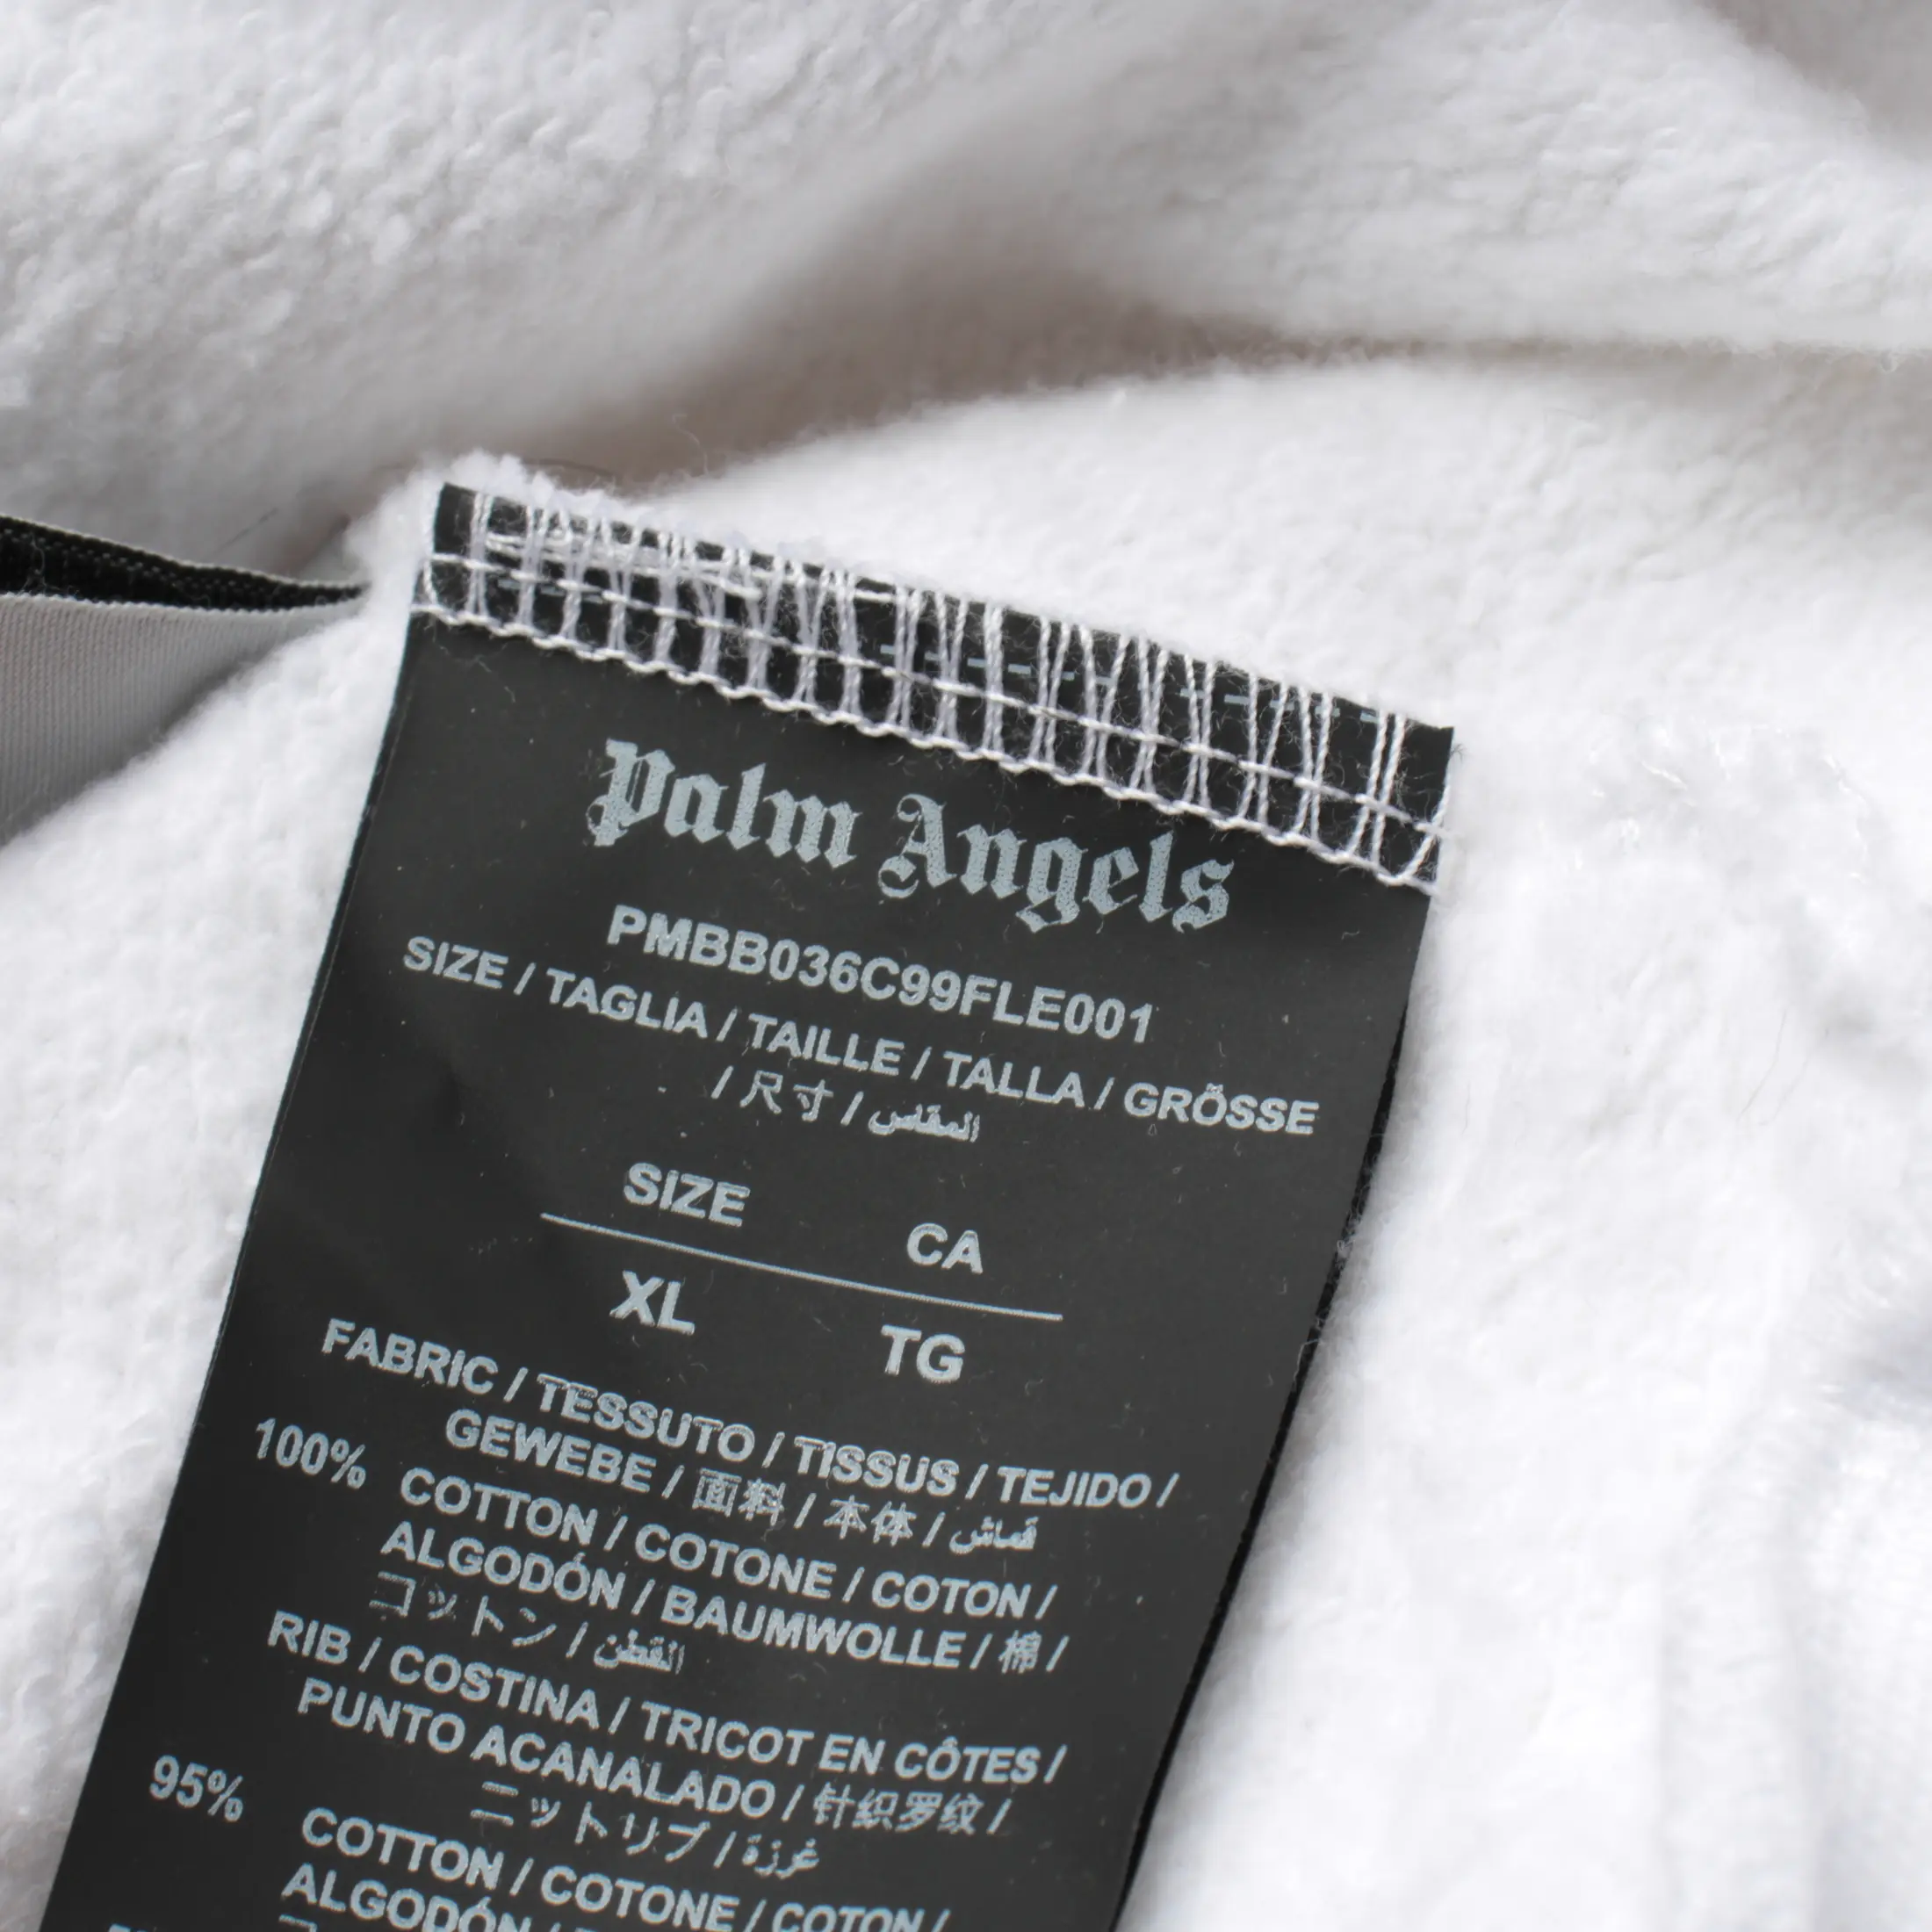 Palm Angels
PMBB036C99FLE001
SIZE / TAGLIA / TAILLE / TALLA / GRÖSSE
/ 尺寸 / المقاس
SIZE CA
XL TG
FABRIC / TESSUTO / TISSUS / TEJIDO /
GEWEBE / 面料 / 本体 / قماش
100% COTTON / COTONE / COTON /
ALGODÓN / BAUMWOLLE / 棉 /
コットン / القطن
RIB / COSTINA / TRICOT EN CÔTES /
PUNTO ACANALADO / 针织罗纹 /
ニットリブ / غرزة
95% COTTON / COTONE / COTON /
ALGODÓN /